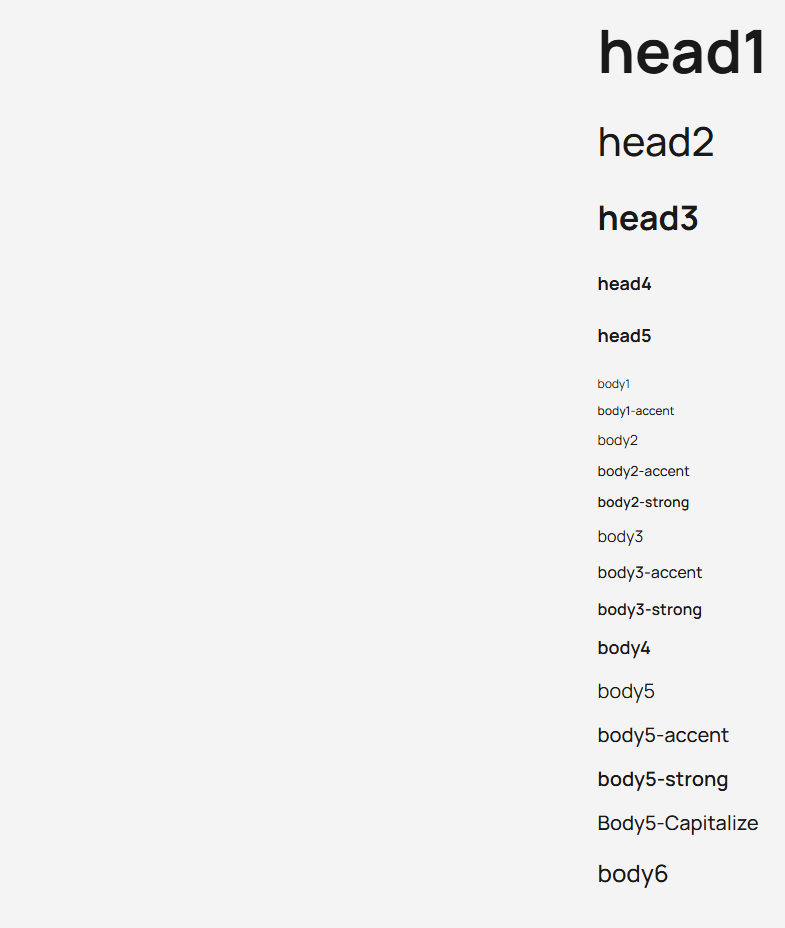 head1
head2
head3
head4
head5
body1
body1-accent
body2
body2-accent
body2-strong
body3
body3-accent
body3-strong
body4
body5
body5-accent
body5-strong
Body5-Capitalize
body6